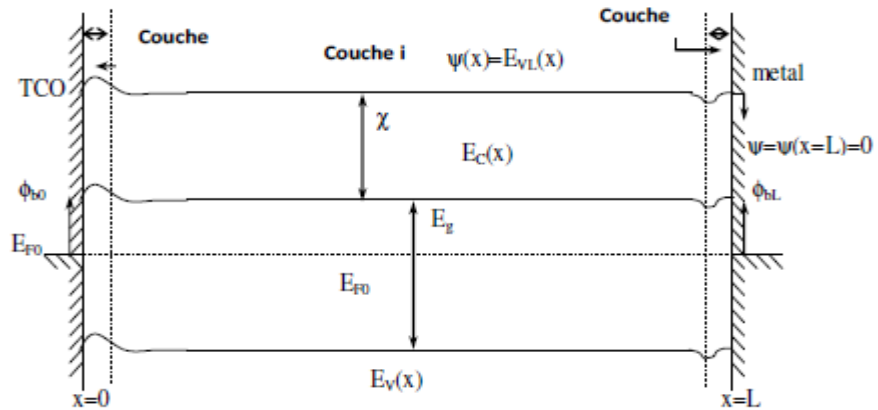 Couche
Couche
Couche i
ψ(x)=E_VL(x)
TCO
metal
χ
ψ=ψ(x=L)=0
E_C(x)
ϕ_b0
ϕ_bL
E_g
E_F0
E_F0
E_V(x)
x=0
x=L